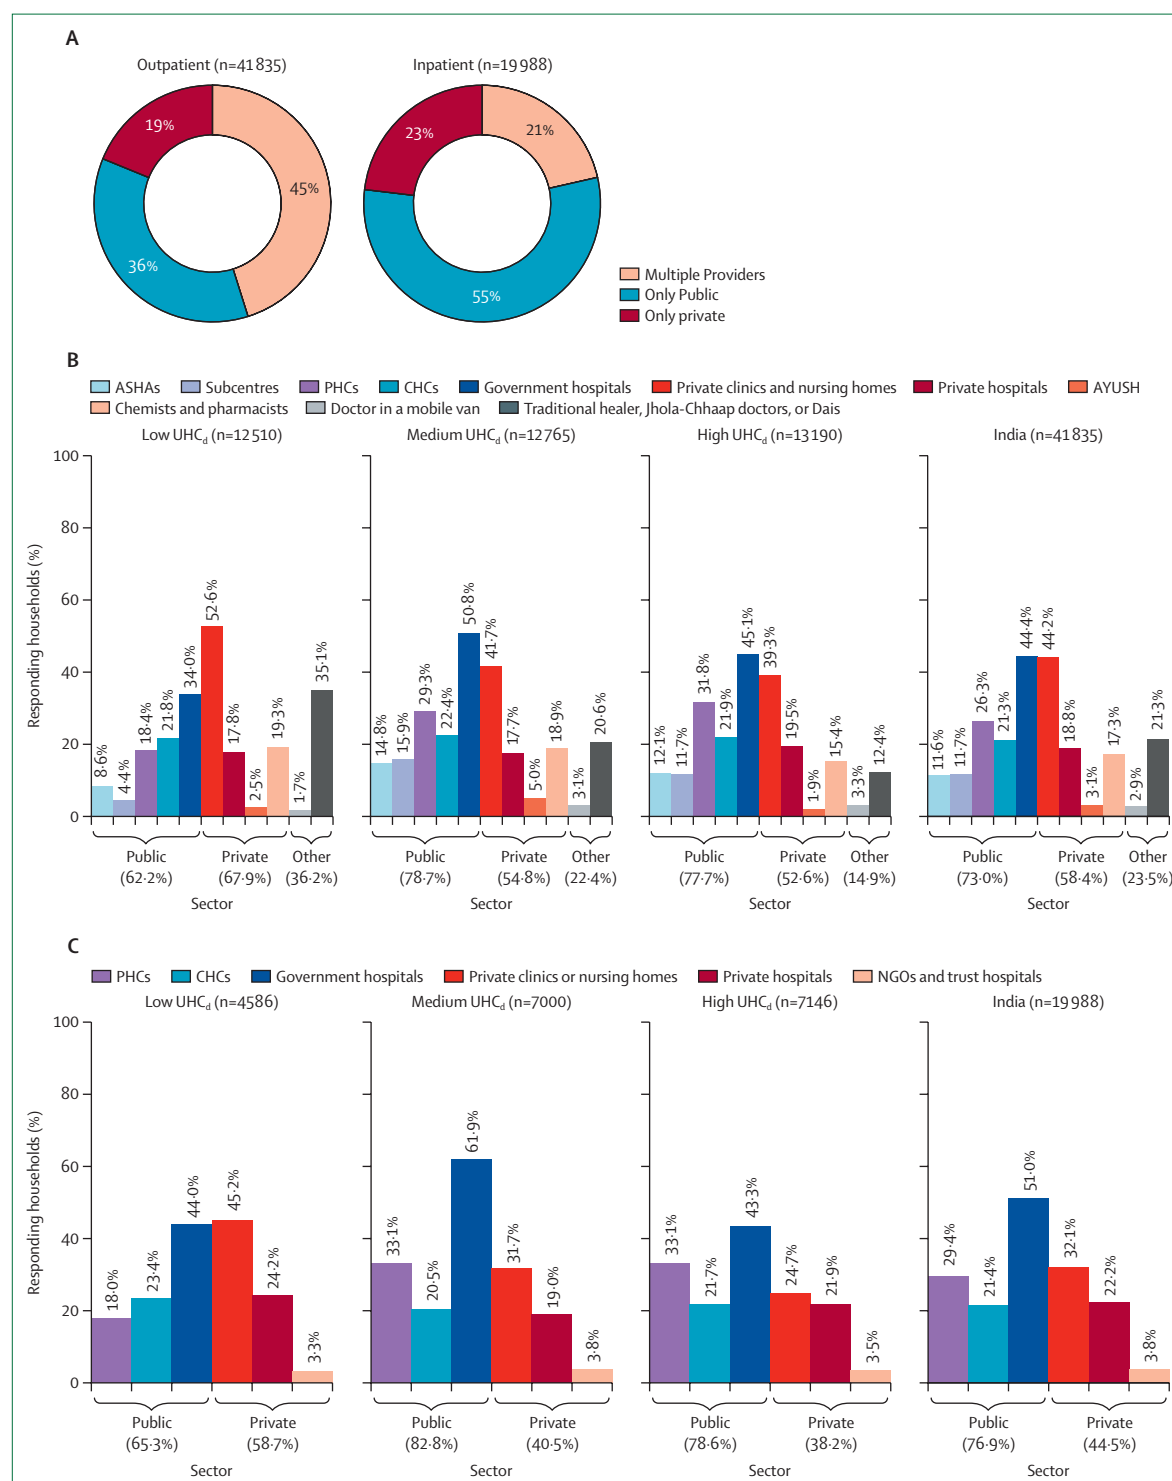 A
Outpatient (n=41 835)
Inpatient (n=19 988)
19%
45%
36%
23%
21%
55%
Multiple Providers
Only Public
Only private
B
ASHAs Subcentres PHCs CHCs Government hospitals Private clinics and nursing homes Private hospitals AYUSH
Chemists and pharmacists Doctor in a mobile van Traditional healer, Jhola-Chhaap doctors, or Dais
Low UHCd (n=12 510)
Medium UHCd (n=12 765)
High UHCd (n=13 190)
India (n=41 835)
Responding households (%)
100
80
60
40
20
0
8·6%
4·4%
18·4%
21·8%
34·0%
52·6%
17·8%
2·5%
19·3%
1·7%
35·1%
Public Private Other
(62·2%) (67·9%) (36·2%)
Sector
14·8%
15·9%
29·3%
22·4%
50·8%
41·7%
17·7%
5·0%
18·9%
3·1%
20·6%
Public Private Other
(78·7%) (54·8%) (22·4%)
Sector
12·1%
11·7%
31·8%
21·9%
45·1%
39·3%
19·5%
1·9%
15·4%
3·3%
12·4%
Public Private Other
(77·7%) (52·6%) (14·9%)
Sector
11·6%
11·7%
26·3%
21·3%
44·4%
44·2%
18·8%
3·1%
17·3%
2·9%
21·3%
Public Private Other
(73·0%) (58·4%) (23·5%)
Sector
C
PHCs CHCs Government hospitals Private clinics or nursing homes Private hospitals NGOs and trust hospitals
Low UHCd (n=4586)
Medium UHCd (n=7000)
High UHCd (n=7146)
India (n=19 988)
Responding households (%)
100
80
60
40
20
0
18·0%
23·4%
44·0%
45·2%
24·2%
3·3%
Public Private
(65·3%) (58·7%)
Sector
33·1%
20·5%
61·9%
31·7%
19·0%
3·8%
Public Private
(82·8%) (40·5%)
Sector
33·1%
21·7%
43·3%
24·7%
21·9%
3·5%
Public Private
(78·6%) (38·2%)
Sector
29·4%
21·4%
51·0%
32·1%
22·2%
3·8%
Public Private
(76·9%) (44·5%)
Sector